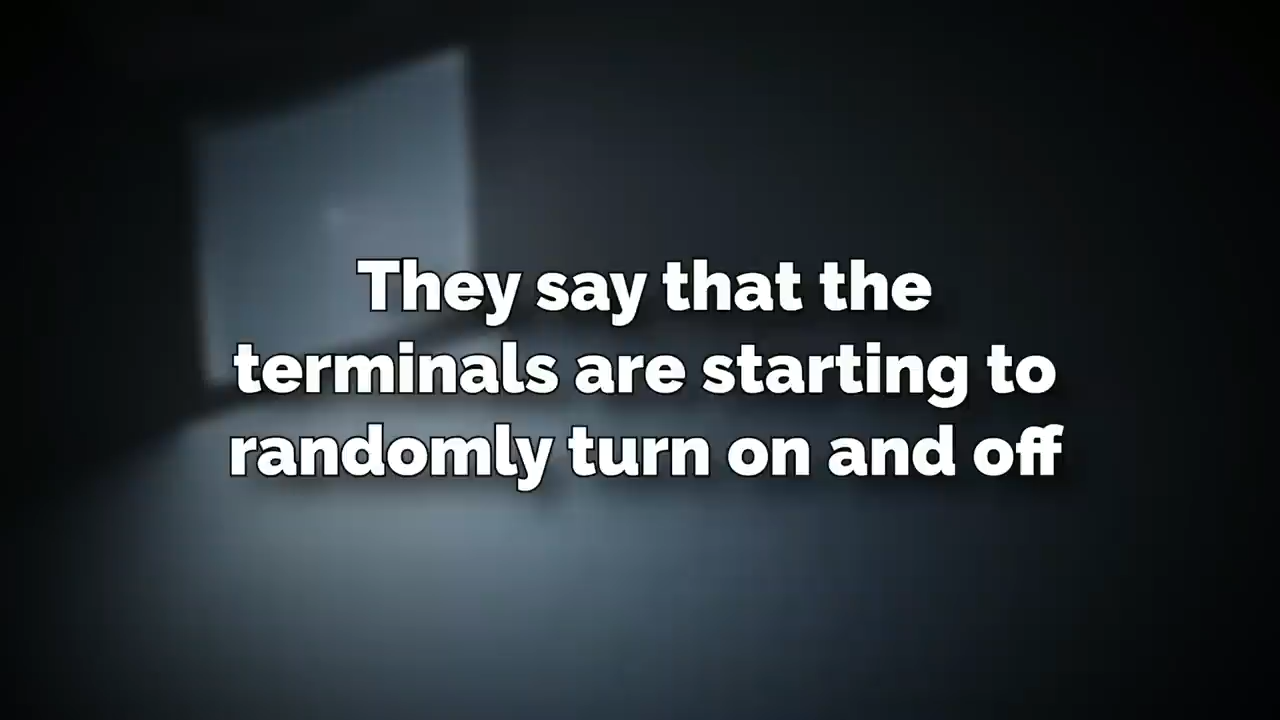 They say that the
terminals are starting to
randomly turn on and off